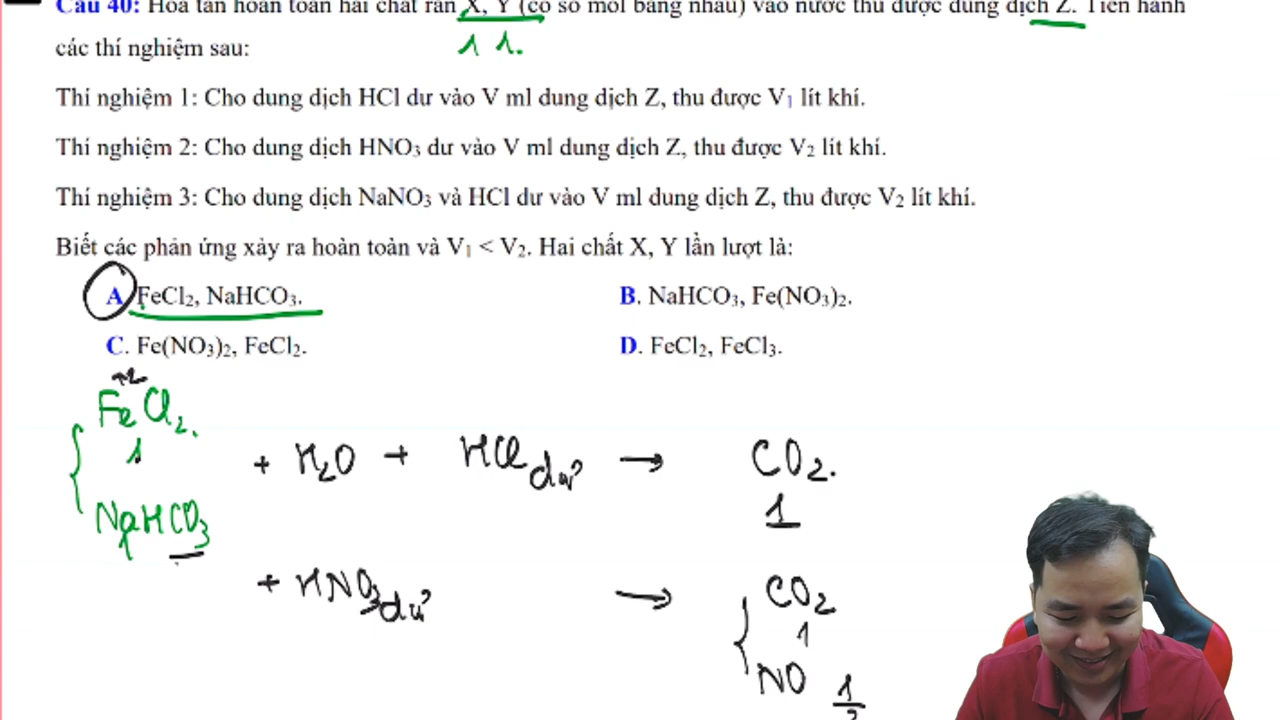 Câu 40: Hòa tan hoàn toàn hai chất rắn X, Y (có số mol bằng nhau) vào nước thu được dung dịch Z. Tiến hành
1 1.
các thí nghiệm sau:
Thí nghiệm 1: Cho dung dịch HCl dư vào V ml dung dịch Z, thu được V₁ lít khí.
Thí nghiệm 2: Cho dung dịch HNO₃ dư vào V ml dung dịch Z, thu được V₂ lít khí.
Thí nghiệm 3: Cho dung dịch NaNO₃ và HCl dư vào V ml dung dịch Z, thu được V₂ lít khí.
Biết các phản ứng xảy ra hoàn toàn và V₁ < V₂. Hai chất X, Y lần lượt là:
A FeCl₂, NaHCO₃. B. NaHCO₃, Fe(NO₃)₂.
C. Fe(NO₃)₂, FeCl₂. D. FeCl₂, FeCl₃.
+2
FeCl₂.
1
+ H₂O + HCl dư → CO₂.
1
NaHCO₃
1
+ HNO₃ dư → CO₂
1
NO 1/3